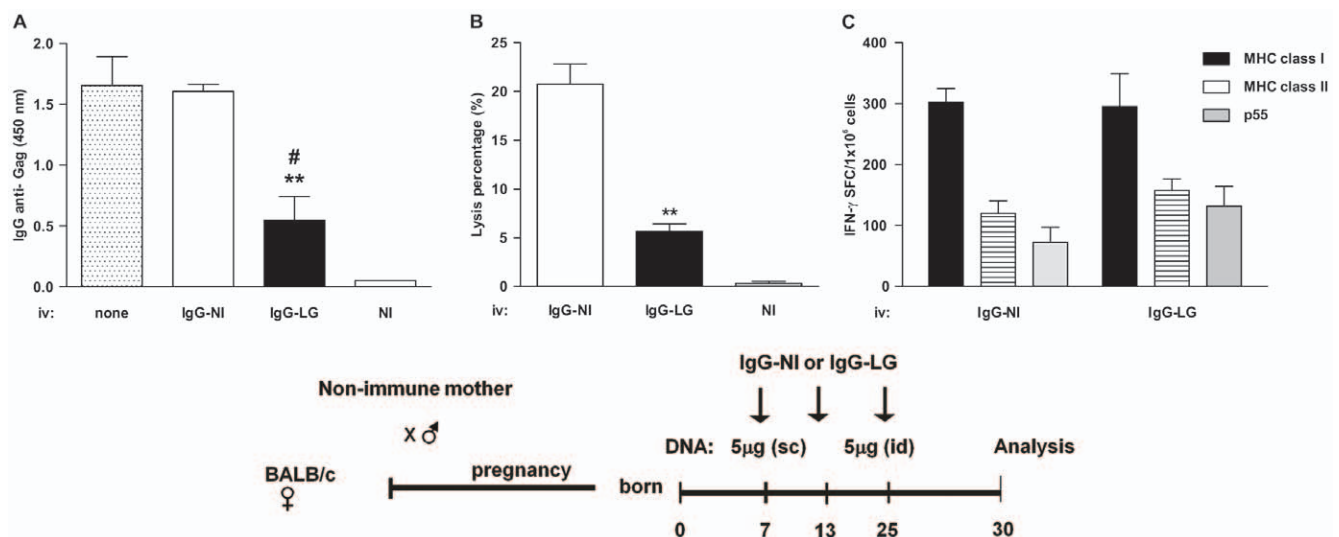 A
IgG anti- Gag (450 nm)
2.0
1.5
1.0
0.5
0.0
#
**
iv: none IgG-NI IgG-LG NI
B
Lysis percentage (%)
25
20
15
10
5
0
**
iv: IgG-NI IgG-LG NI
C
IFN-γ SFC/1x10⁶ cells
400
300
200
100
0
MHC class I
MHC class II
p55
iv: IgG-NI IgG-LG
IgG-NI or IgG-LG
Non-immune mother
X ♂
DNA: 5μg (sc) 5μg (id) Analysis
BALB/c
♀
pregnancy
born
0 7 13 25 30